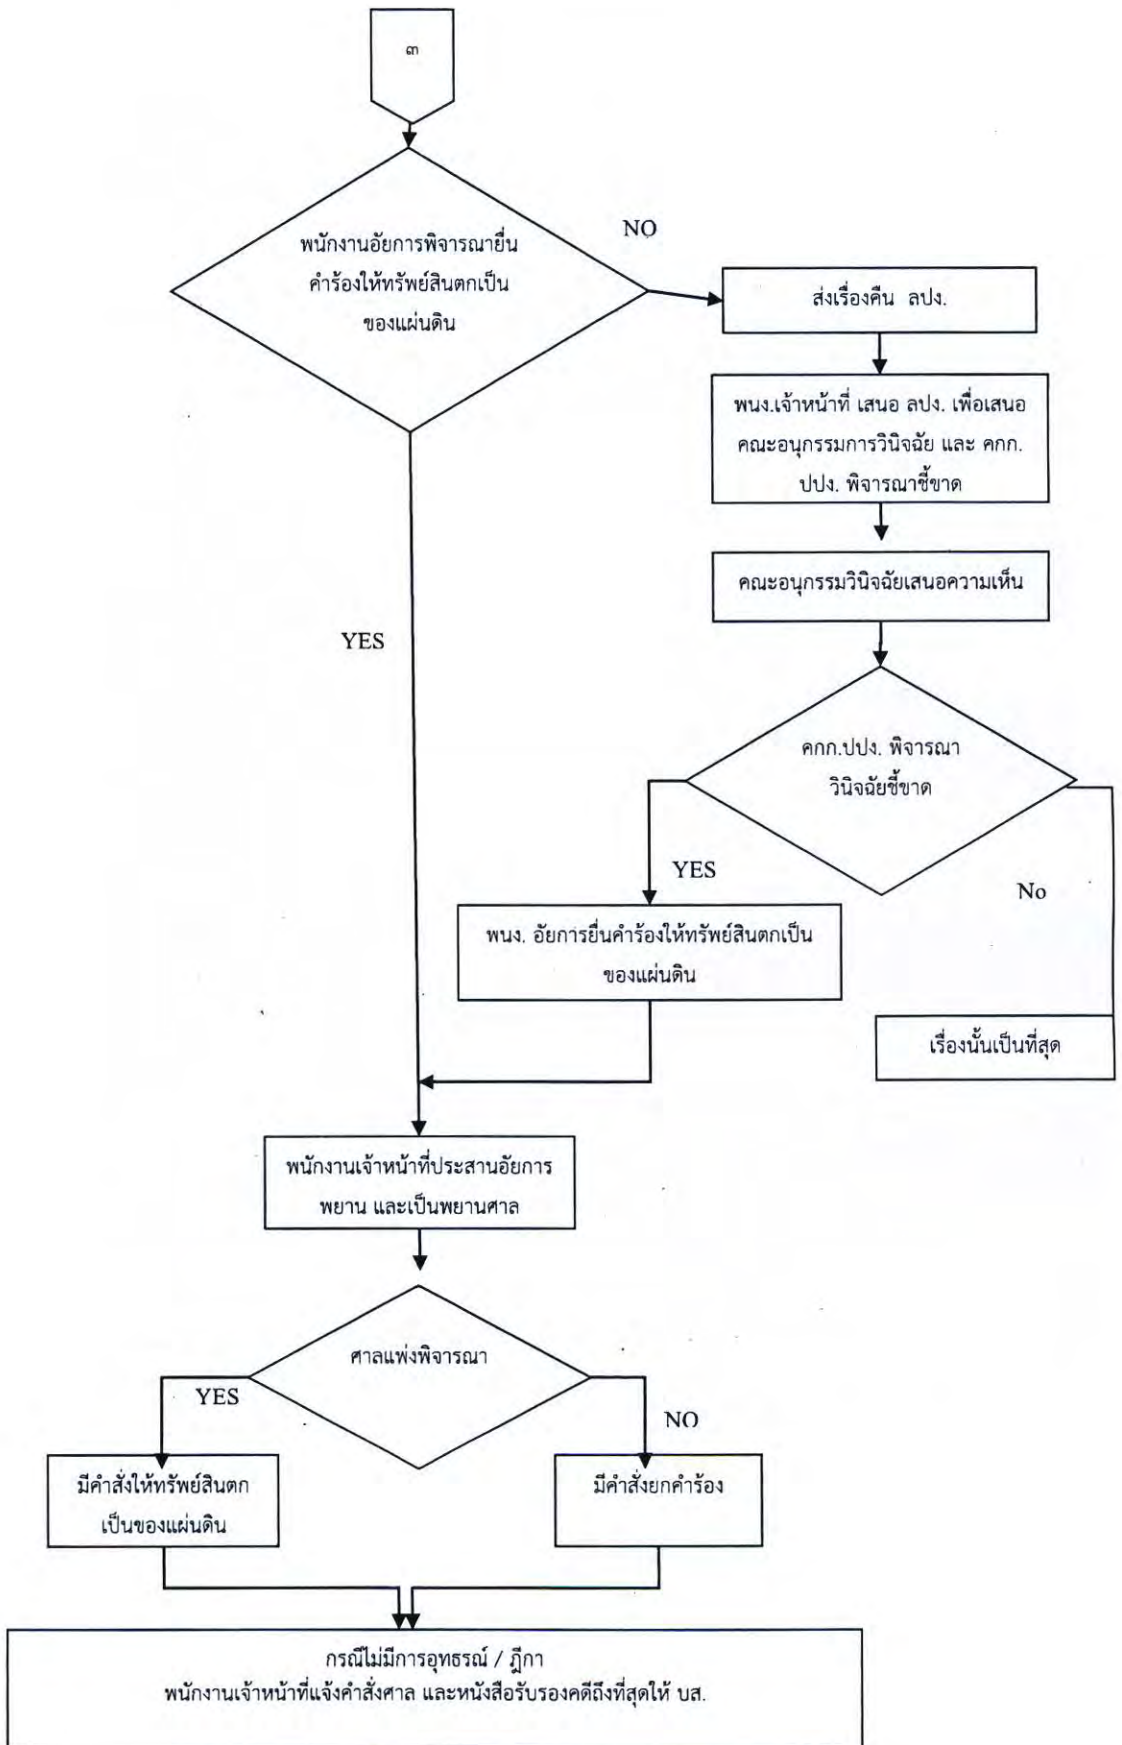 ๓
พนักงานอัยการพิจารณายื่น
คำร้องให้ทรัพย์สินตกเป็น
ของแผ่นดิน
NO
ส่งเรื่องคืน ลปง.
พนง.เจ้าหน้าที่ เสนอ ลปง. เพื่อเสนอ
คณะอนุกรรมการวินิจฉัย และ คกก.
ปปง. พิจารณาชี้ขาด
คณะอนุกรรมวินิจฉัยเสนอความเห็น
YES
คกก.ปปง. พิจารณา
วินิจฉัยชี้ขาด
YES
No
พนง. อัยการยื่นคำร้องให้ทรัพย์สินตกเป็น
ของแผ่นดิน
เรื่องนั้นเป็นที่สุด
พนักงานเจ้าหน้าที่ประสานอัยการ
พยาน และเป็นพยานศาล
ศาลแพ่งพิจารณา
YES
NO
มีคำสั่งให้ทรัพย์สินตก
เป็นของแผ่นดิน
มีคำสั่งยกคำร้อง
กรณีไม่มีการอุทธรณ์ / ฎีกา
พนักงานเจ้าหน้าที่แจ้งคำสั่งศาล และหนังสือรับรองคดีถึงที่สุดให้ บส.